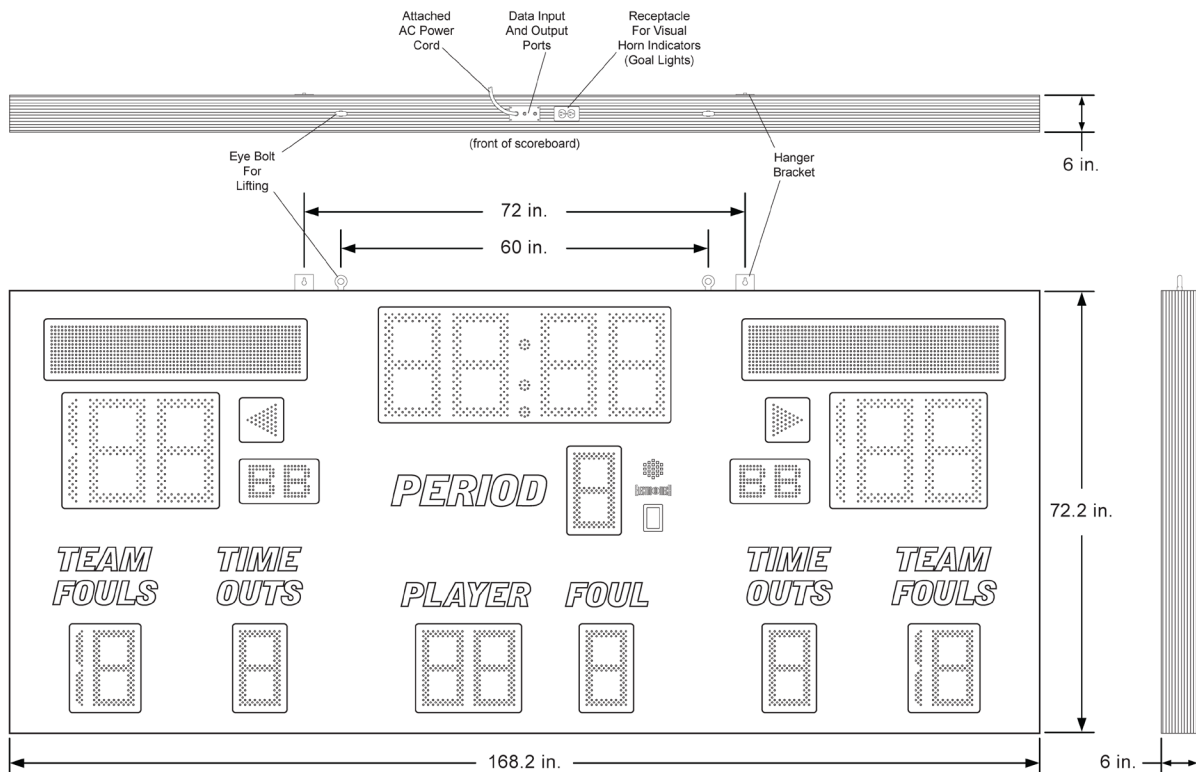 Attached
AC Power
Cord
Data Input
And Output
Ports
Receptacle
For Visual
Horn Indicators
(Goal Lights)
6 in.
(front of scoreboard)
Eye Bolt
For
Lifting
Hanger
Bracket
72 in.
60 in.
PERIOD
72.2 in.
TEAM
FOULS
TIME
OUTS
PLAYER
FOUL
TIME
OUTS
TEAM
FOULS
168.2 in.
6 in.